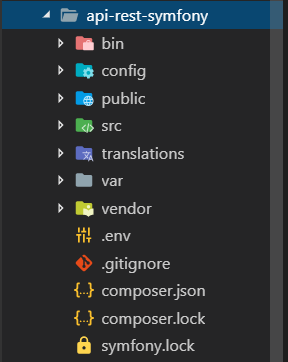 api-rest-symfony
bin
config
public
src
translations
var
vendor
.env
.gitignore
composer.json
composer.lock
symfony.lock